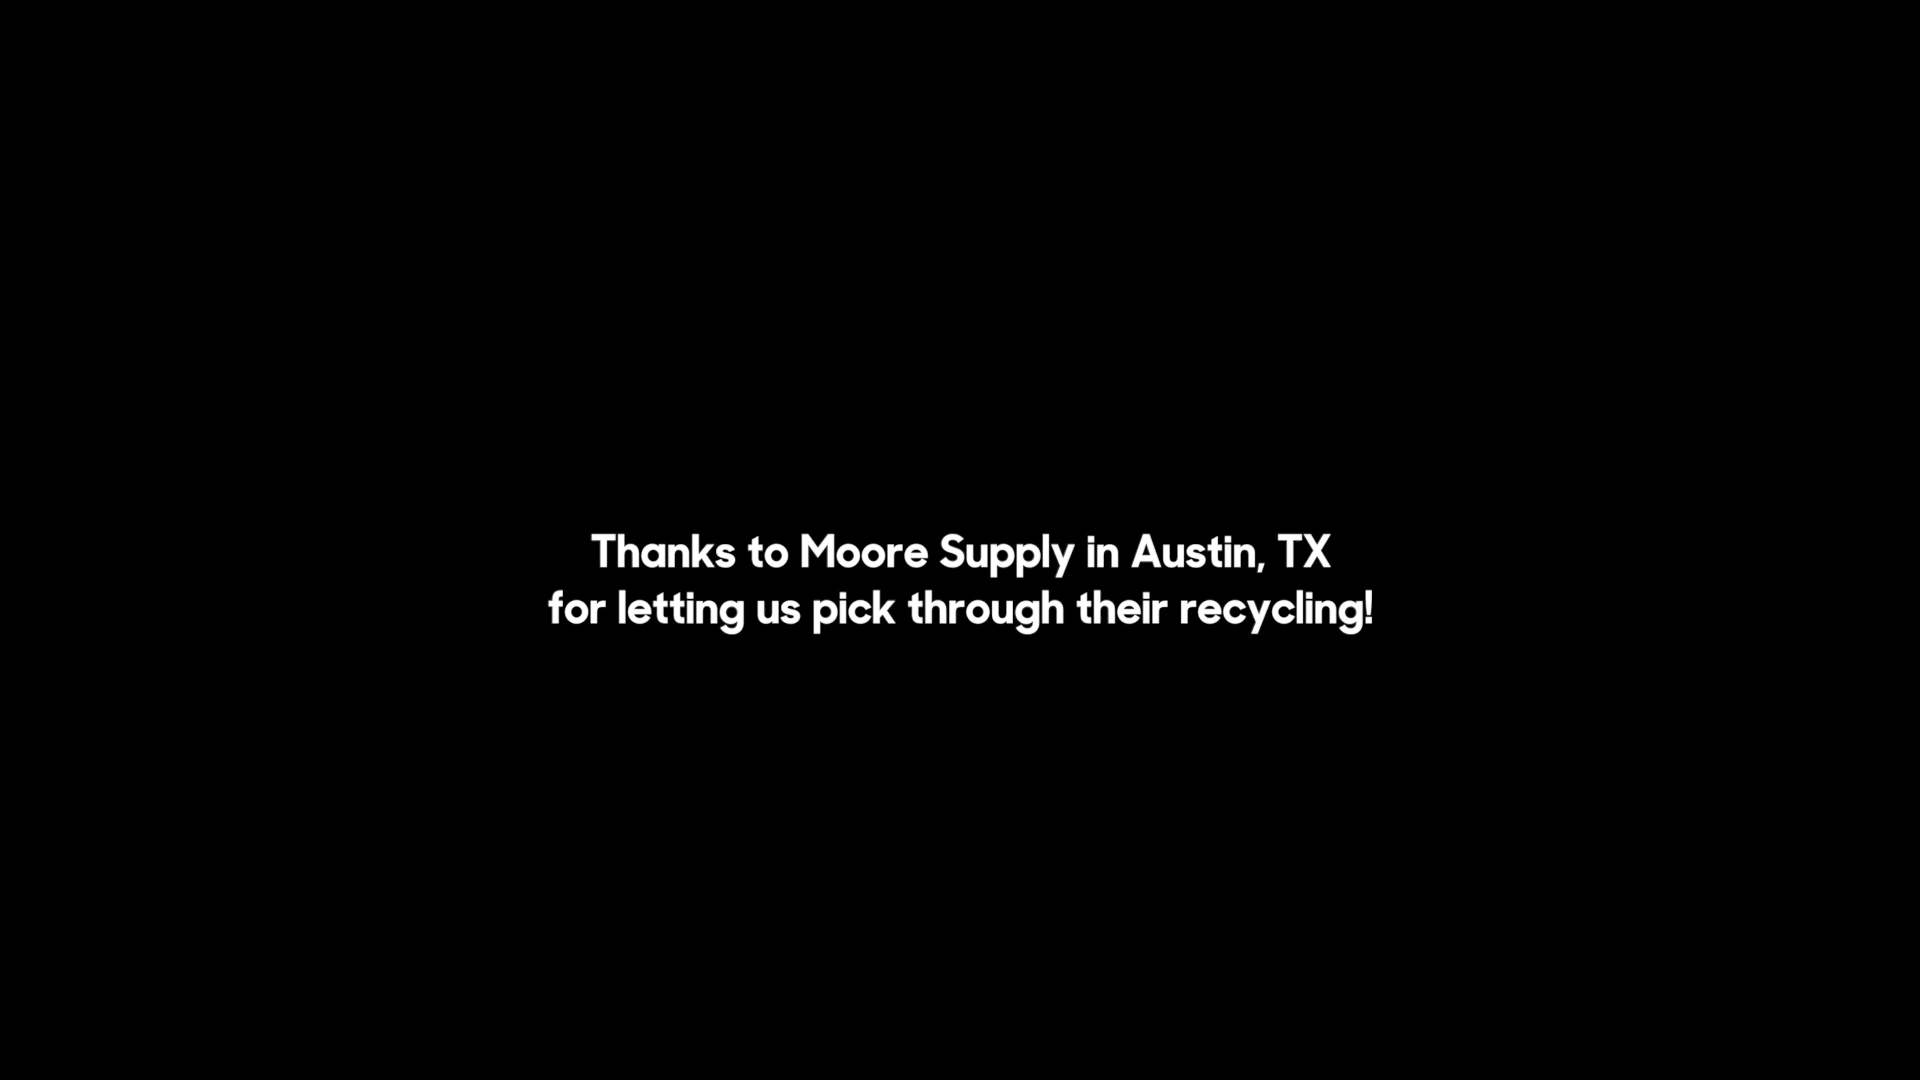 Thanks to Moore Supply in Austin, TX
for letting us pick through their recycling!